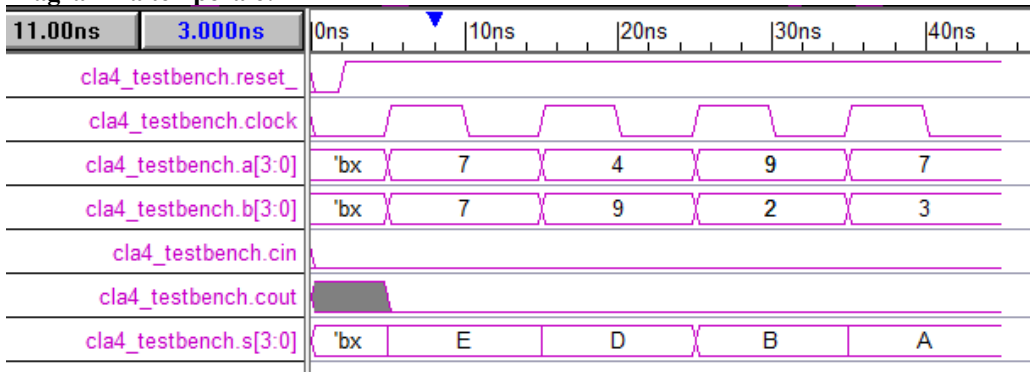 11.00ns 3.000ns 0ns 10ns 20ns 30ns 40ns
cla4_testbench.reset_
cla4_testbench.clock
cla4_testbench.a[3:0] 'bx 7 4 9 7
cla4_testbench.b[3:0] 'bx 7 9 2 3
cla4_testbench.cin
cla4_testbench.cout
cla4_testbench.s[3:0] 'bx E D B A